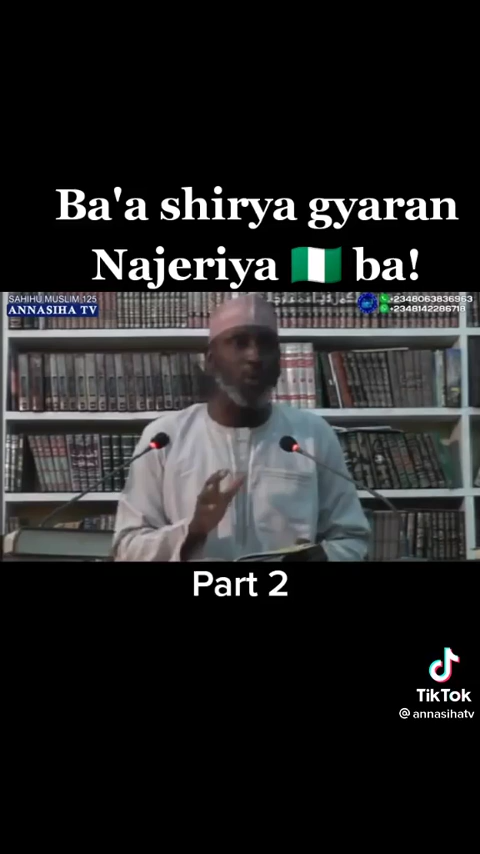 Ba'a shirya gyaran
Najeriya 🇳🇬 ba!
SAHIHU MUSLIM 125
ANNASIHA TV
+2348063836963
+2348142286718
Part 2
TikTok
@annasihatv